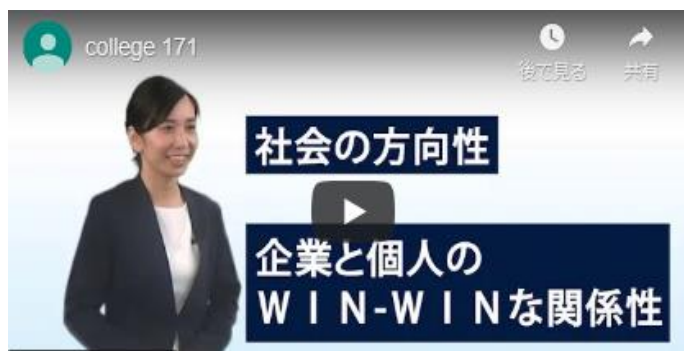 college 171
後で見る
共有
社会の方向性
企業と個人の
ＷＩＮ-ＷＩＮな関係性